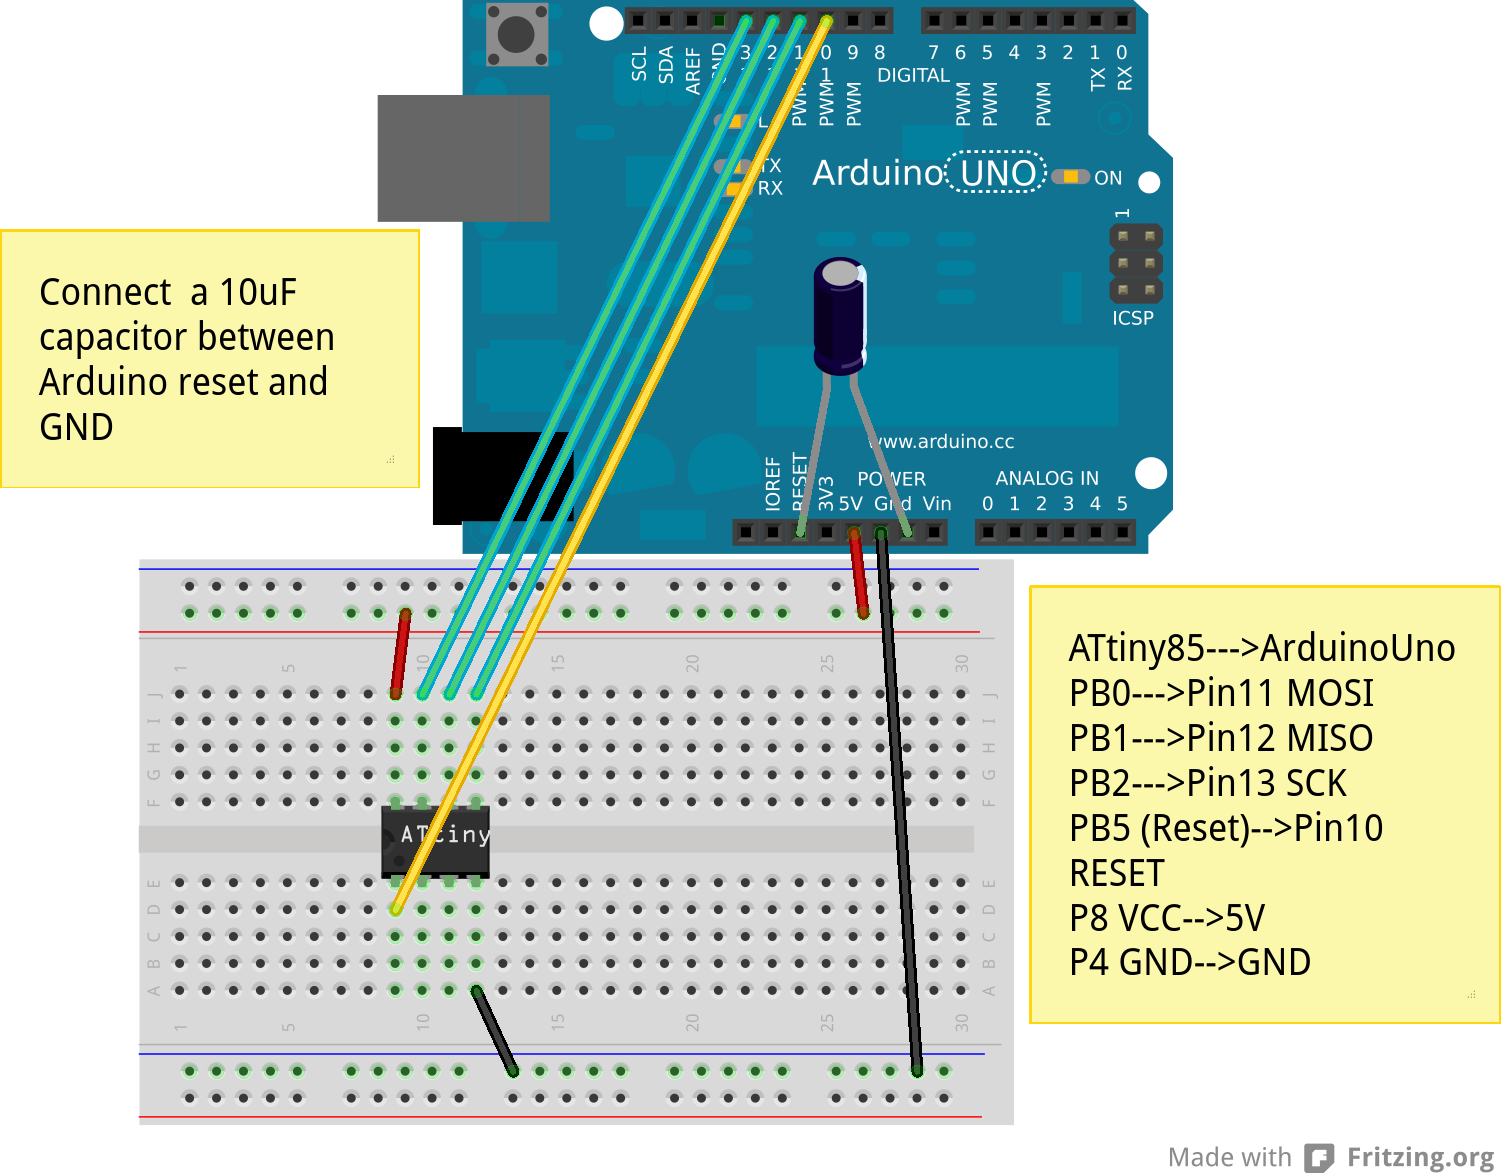 SCL
SDA
AREF
GND
3 2 1 0 9 8
1
7 6 5 4 3 2 1 0
PWM PWM PWM
DIGITAL
PWM PWM PWM
TX
RX
L
TX
RX
Arduino UNO
ON
1
ICSP
Connect a 10uF
capacitor between
Arduino reset and
GND
www.arduino.cc
IOREF
RESET
3V3
POWER
5V Gnd Vin
ANALOG IN
0 1 2 3 4 5
1 5 10 15 20 25 30
J J
I I
H H
G G
F F
ATtiny
E E
D D
C C
B B
A A
1 5 10 15 20 25 30
ATtiny85--->ArduinoUno
PB0--->Pin11 MOSI
PB1--->Pin12 MISO
PB2--->Pin13 SCK
PB5 (Reset)-->Pin10
RESET
P8 VCC-->5V
P4 GND-->GND
Made with Fritzing.org